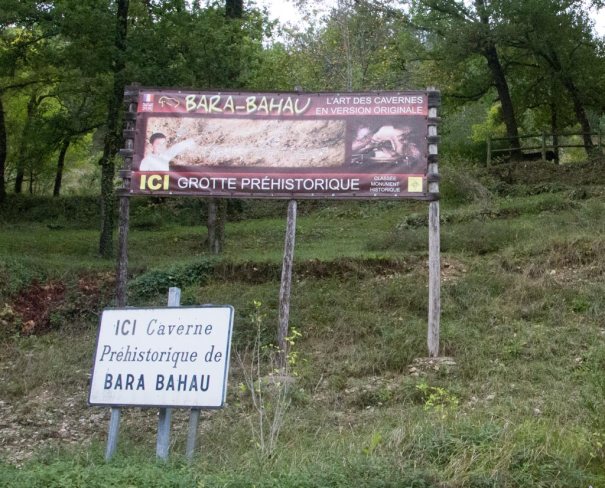 BARA-BAHAU
L'ART DES CAVERNES
EN VERSION ORIGINALE
ICI GROTTE PRÉHISTORIQUE
CLASSÉE
MONUMENT
HISTORIQUE
ICI Caverne
Préhistorique de
BARA BAHAU